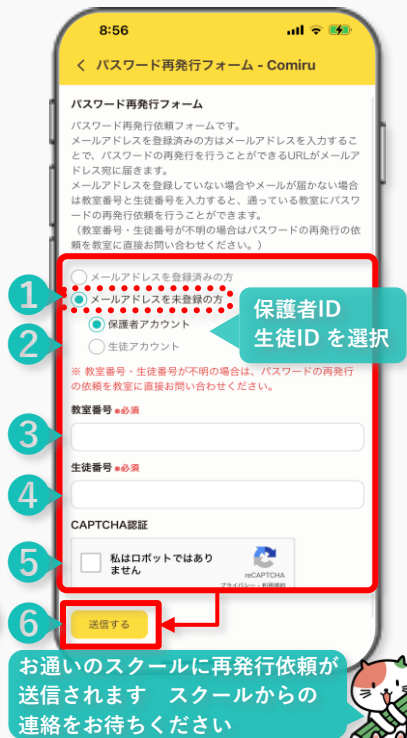 8:56
パスワード再発行フォーム - Comiru
パスワード再発行フォーム
パスワード再発行依頼フォームです。
メールアドレスを登録済みの方はメールアドレスを入力するこ
とで、パスワードの再発行を行うことができるURLがメールア
ドレス宛に届きます。
メールアドレスを登録していない場合やメールが届かない場合
は教室番号と生徒番号を入力すると、通っている教室にパスワ
ードの再発行依頼を行うことができます。
（教室番号・生徒番号が不明の場合はパスワードの再発行の依
頼を教室に直接お問い合わせください。）
メールアドレスを登録済みの方
1
メールアドレスを未登録の方
保護者アカウント
2
生徒アカウント
保護者ID
生徒ID を選択
※ 教室番号・生徒番号が不明の場合は、パスワードの再発行
の依頼を教室に直接お問い合わせください。
教室番号 ※必須
3
生徒番号 ※必須
4
CAPTCHA認証
5
私はロボットではあり
ません
reCAPTCHA
プライバシー - 利用規約
6
送信する
お通いのスクールに再発行依頼が
送信されます　スクールからの
連絡をお待ちください